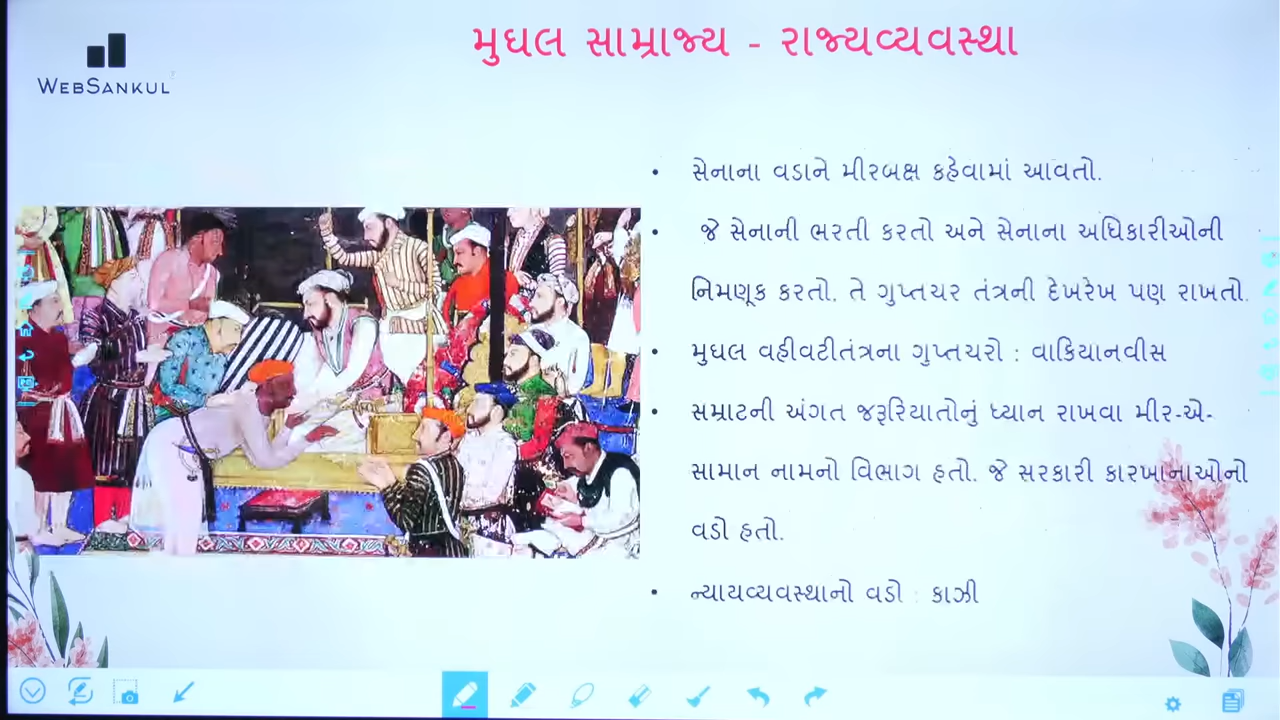 WEBSANKUL
મુઘલ સામ્રાજ્ય - રાજ્યવ્યવસ્થા
• સેનાના વડાને મીરબક્ષ કહેવામાં આવતો.
• જે સેનાની ભરતી કરતો અને સેનાના અધિકારીઓની
નિમણૂક કરતો. તે ગુપ્તચર તંત્રની દેખરેખ પણ રાખતો.
• મુઘલ વહીવટીતંત્રના ગુપ્તચરો : વાકિયાનવીસ
• સમ્રાટની અંગત જરૂરિયાતોનું ધ્યાન રાખવા મીર-એ-
સામાન નામનો વિભાગ હતો. જે સરકારી કારખાનાઓનો
વડો હતો.
• ન્યાયવ્યવસ્થાનો વડો : કાઝી